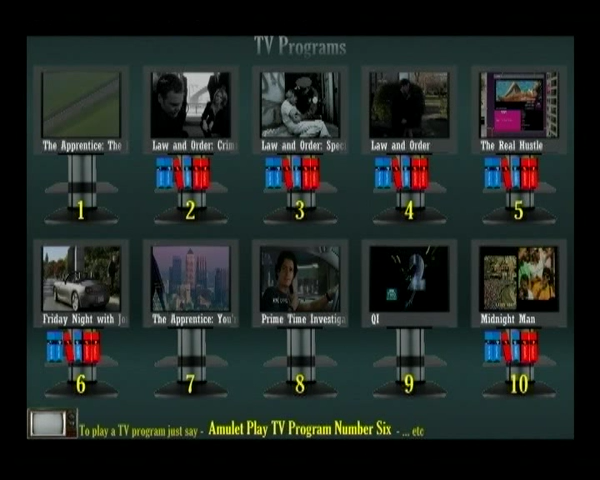 TV Programs
The Apprentice: The
Law and Order: Crim
Law and Order: Spec
Law and Order
The Real Hustle
1
2
3
4
5
Friday Night with Jo
The Apprentice: You'
Prime Time Investiga
QI
Midnight Man
6
7
8
9
10
To play a TV program just say - Amulet Play TV Program Number Six - ... etc